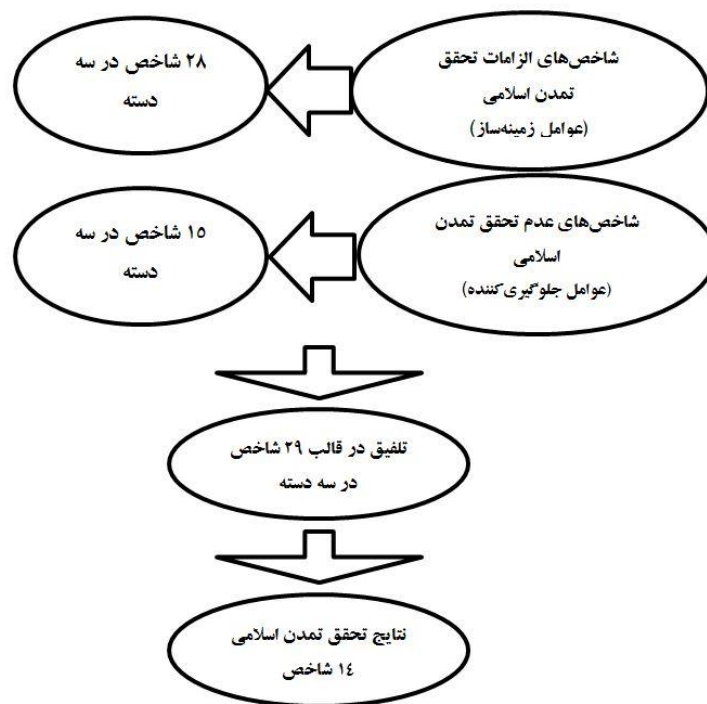 شاخص‌های الزامات تحقق
تمدن اسلامی
(عوامل زمینه‌ساز)
۲۸ شاخص در سه
دسته
شاخص‌های عدم تحقق تمدن
اسلامی
(عوامل جلوگیری‌کننده)
۱۵ شاخص در سه
دسته
تلفیق در قالب ۲۹ شاخص
در سه دسته
نتایج تحقق تمدن اسلامی
۱٤ شاخص